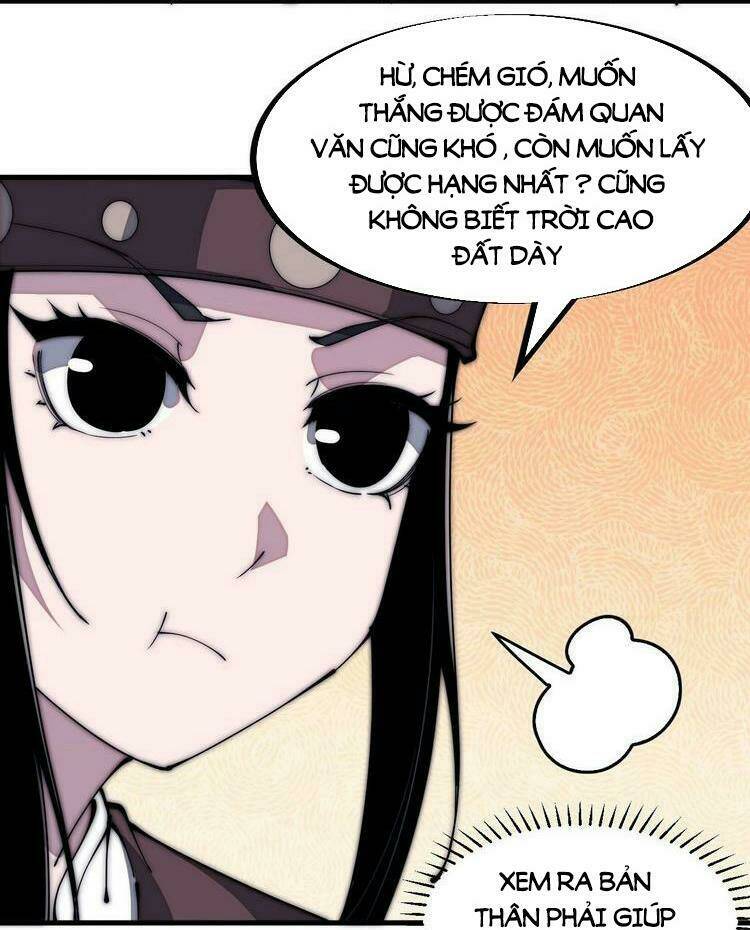 HỪ, CHÉM GIÓ, MUỐN
THẮNG ĐƯỢC ĐÁM QUAN
VĂN CŨNG KHÓ , CÒN MUỐN LẤY
ĐƯỢC HẠNG NHẤT ? CŨNG
KHÔNG BIẾT TRỜI CAO
ĐẤT DÀY
XEM RA BẢN
THÂN PHẢI GIÚP